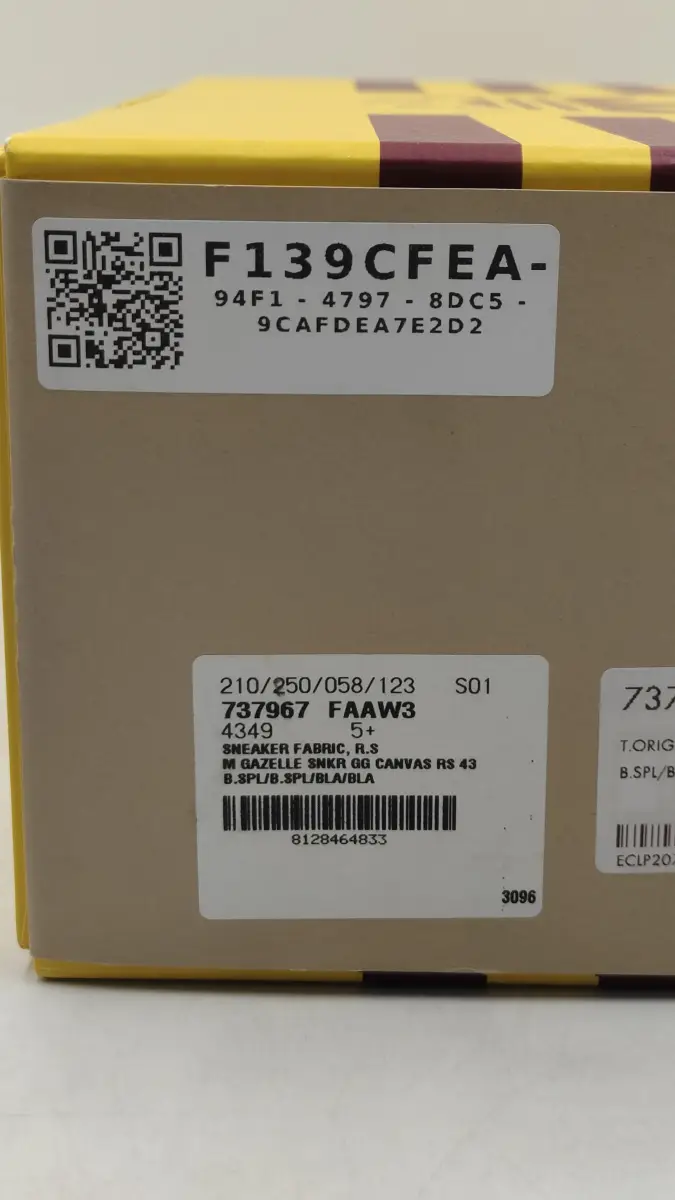 F139CFEA-
94F1 - 4797 - 8DC5 -
9CAFDEA7E2D2
210/250/058/123 S01
737967 FAAW3
4349 5+
SNEAKER FABRIC, R.S
M GAZELLE SNKR GG CANVAS RS 43
B.SPL/B.SPL/BLA/BLA
8128464833
3096
737
T.ORIG
B.SPL/B
ECLP207